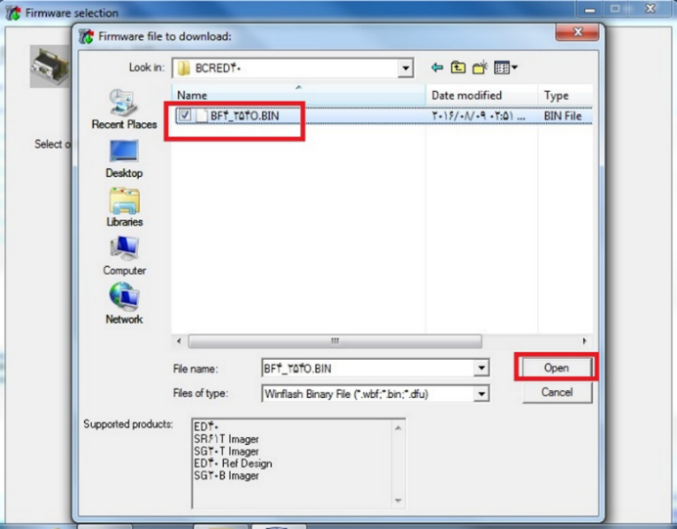 Firmware selection
Firmware file to download:
Look in: BCRED۴۰
Name Date modified Type
BF۴_۲۵۴O.BIN ۲۰۱۶/۰۸/۰۹ ۰۲:۵۱ ... BIN File
Recent Places
Select o
Desktop
Libraries
Computer
Network
File name: BF۴_۲۵۴O.BIN Open
Files of type: Winflash Binary File (*.wbf;*.bin;*.dfu) Cancel
Supported products:
ED۴۰
SR۶۱T Imager
SG۲۰T Imager
ED۴۰ Ref Design
SG۲۰B Imager